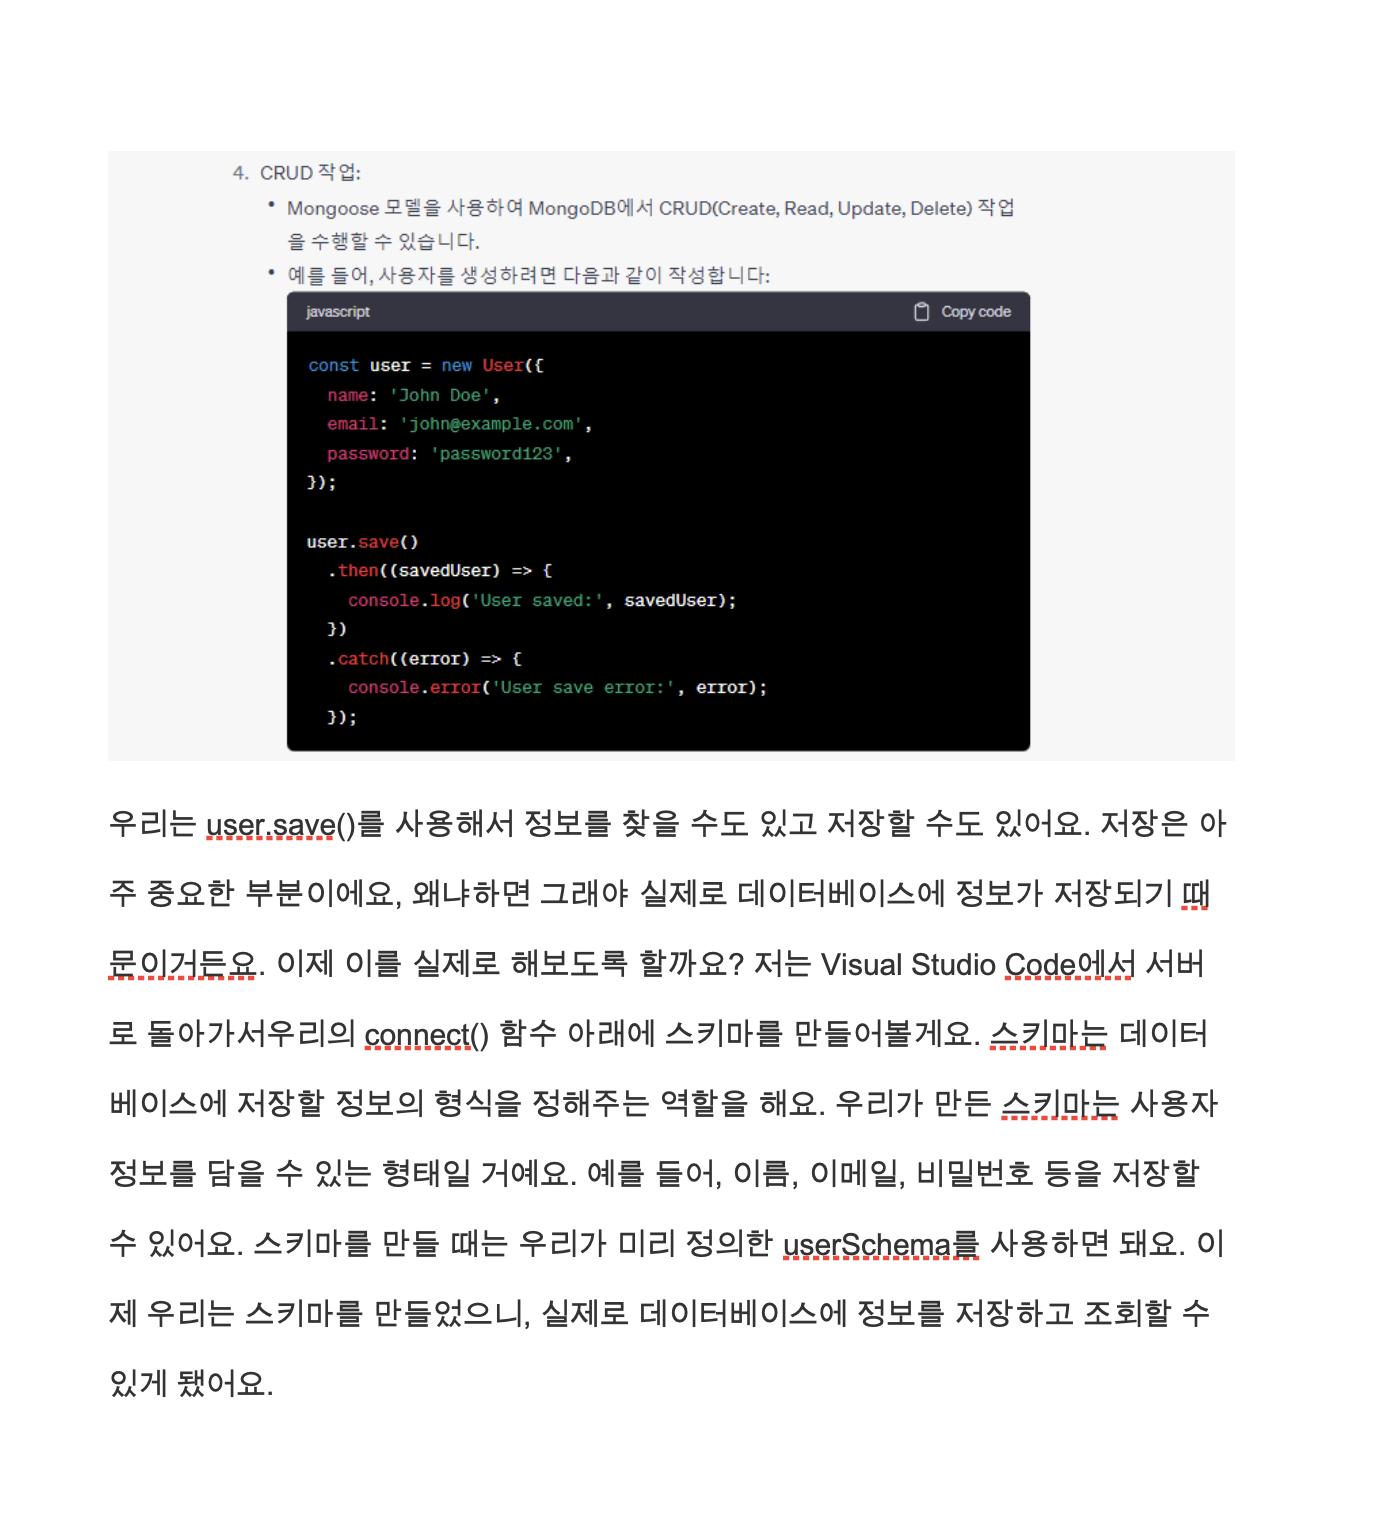 4. CRUD 작업:
• Mongoose 모델을 사용하여 MongoDB에서 CRUD(Create, Read, Update, Delete) 작업
을 수행할 수 있습니다.
• 예를 들어, 사용자를 생성하려면 다음과 같이 작성합니다:
javascript Copy code
const user = new User({
  name: 'John Doe',
  email: 'john@example.com',
  password: 'password123',
});
user.save()
  .then((savedUser) => {
    console.log('User saved:', savedUser);
  })
  .catch((error) => {
    console.error('User save error:', error);
  });
우리는 user.save()를 사용해서 정보를 찾을 수도 있고 저장할 수도 있어요. 저장은 아
주 중요한 부분이에요, 왜냐하면 그래야 실제로 데이터베이스에 정보가 저장되기 때
문이거든요. 이제 이를 실제로 해보도록 할까요? 저는 Visual Studio Code에서 서버
로 돌아가서우리의 connect() 함수 아래에 스키마를 만들어볼게요. 스키마는 데이터
베이스에 저장할 정보의 형식을 정해주는 역할을 해요. 우리가 만든 스키마는 사용자
정보를 담을 수 있는 형태일 거예요. 예를 들어, 이름, 이메일, 비밀번호 등을 저장할
수 있어요. 스키마를 만들 때는 우리가 미리 정의한 userSchema를 사용하면 돼요. 이
제 우리는 스키마를 만들었으니, 실제로 데이터베이스에 정보를 저장하고 조회할 수
있게 됐어요.